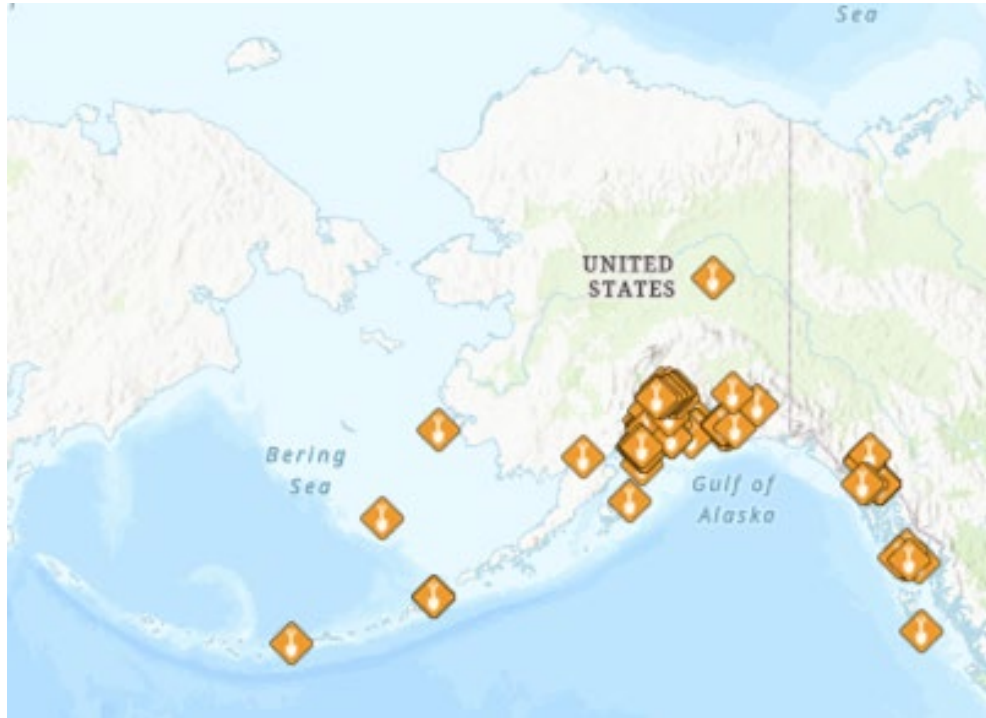 Sea
UNITED
STATES
Bering
Sea
Gulf of
Alaska